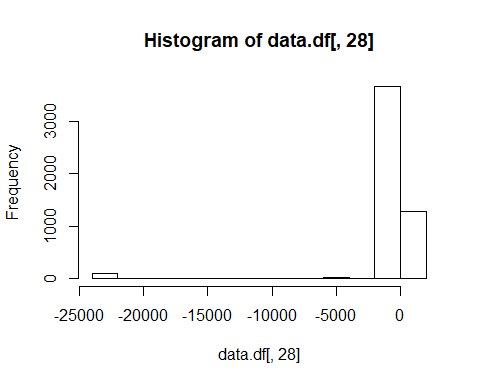 Histogram of data.df[, 28]
Frequency
3000
2000
1000
0
-25000 -20000 -15000 -10000 -5000 0
data.df[, 28]